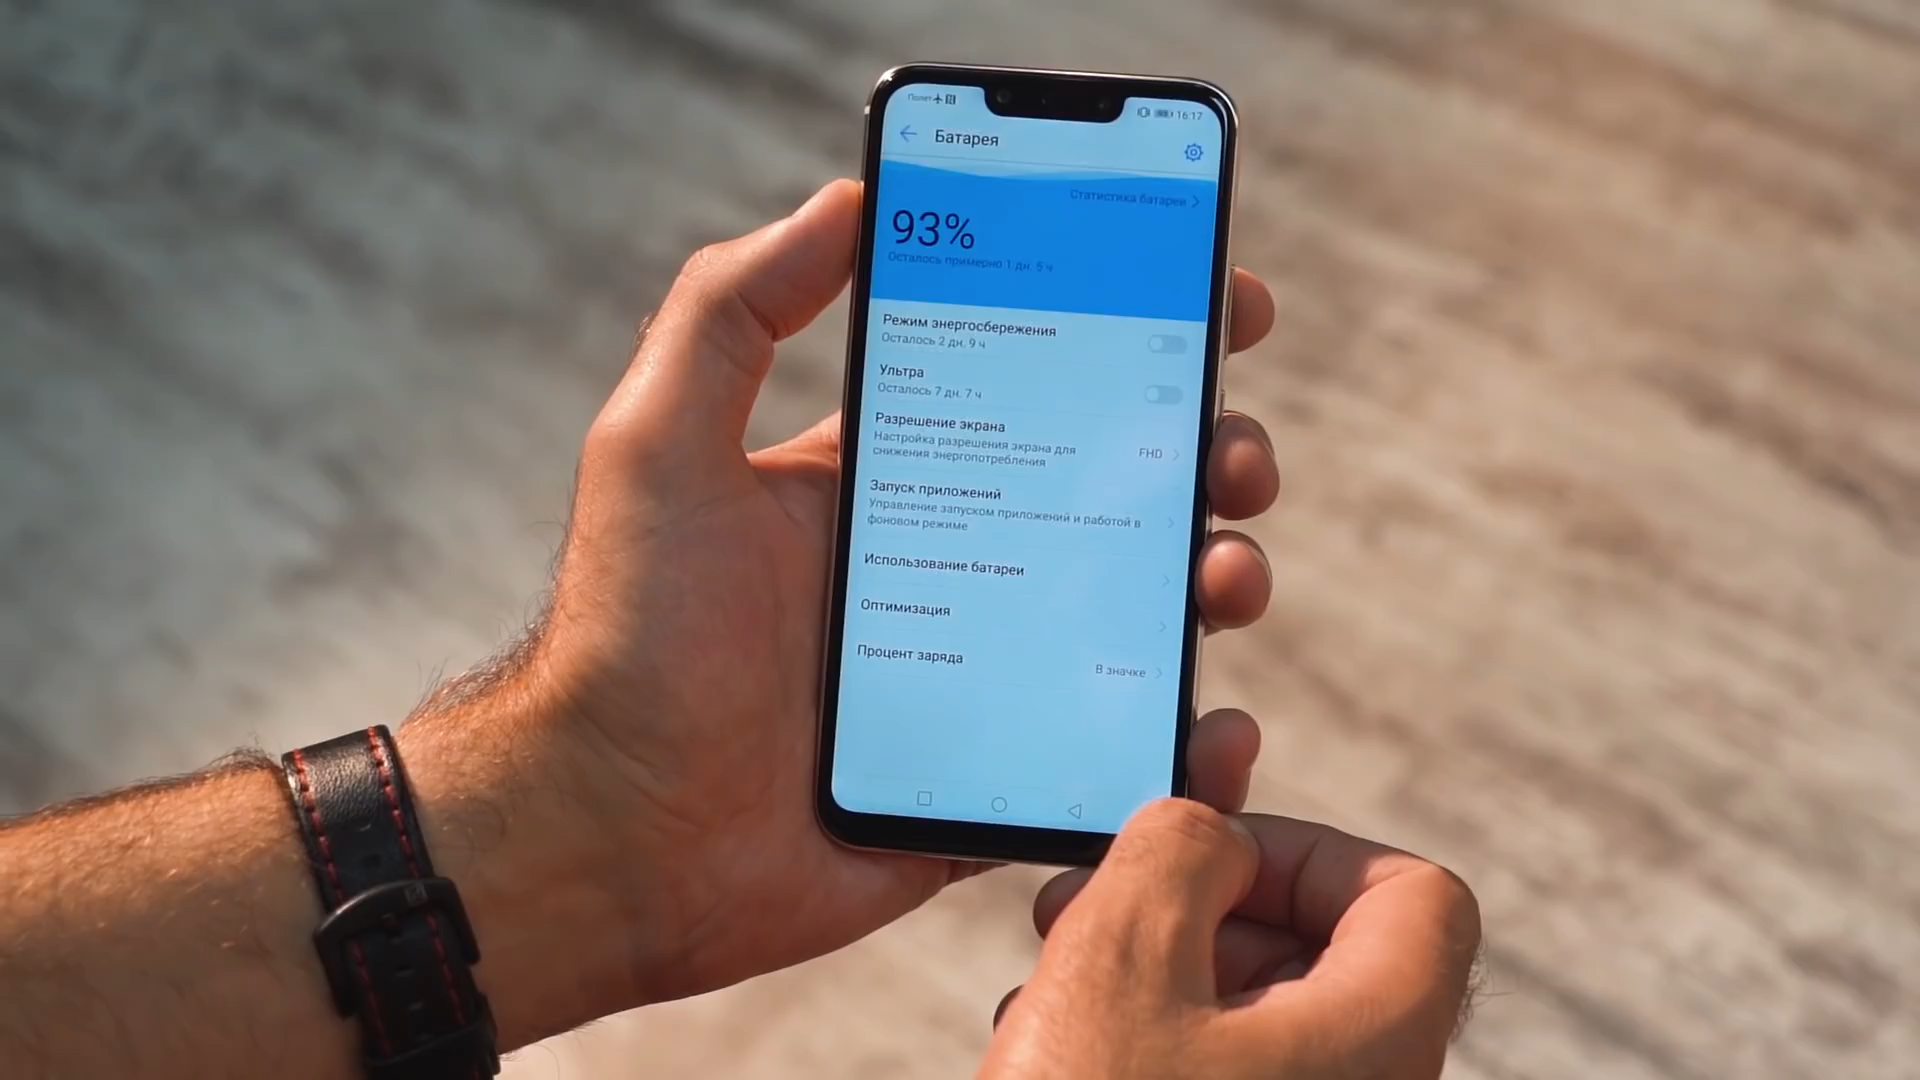 Полет
16:17
Батарея
Статистика батареи
93%
Осталось примерно 1 дн. 5 ч
Режим энергосбережения
Осталось 2 дн. 9 ч
Ультра
Осталось 7 дн. 7 ч
Разрешение экрана
Настройка разрешения экрана для
снижения энергопотребления
FHD
Запуск приложений
Управление запуском приложений и работой в
фоновом режиме
Использование батареи
Оптимизация
Процент заряда
В значке